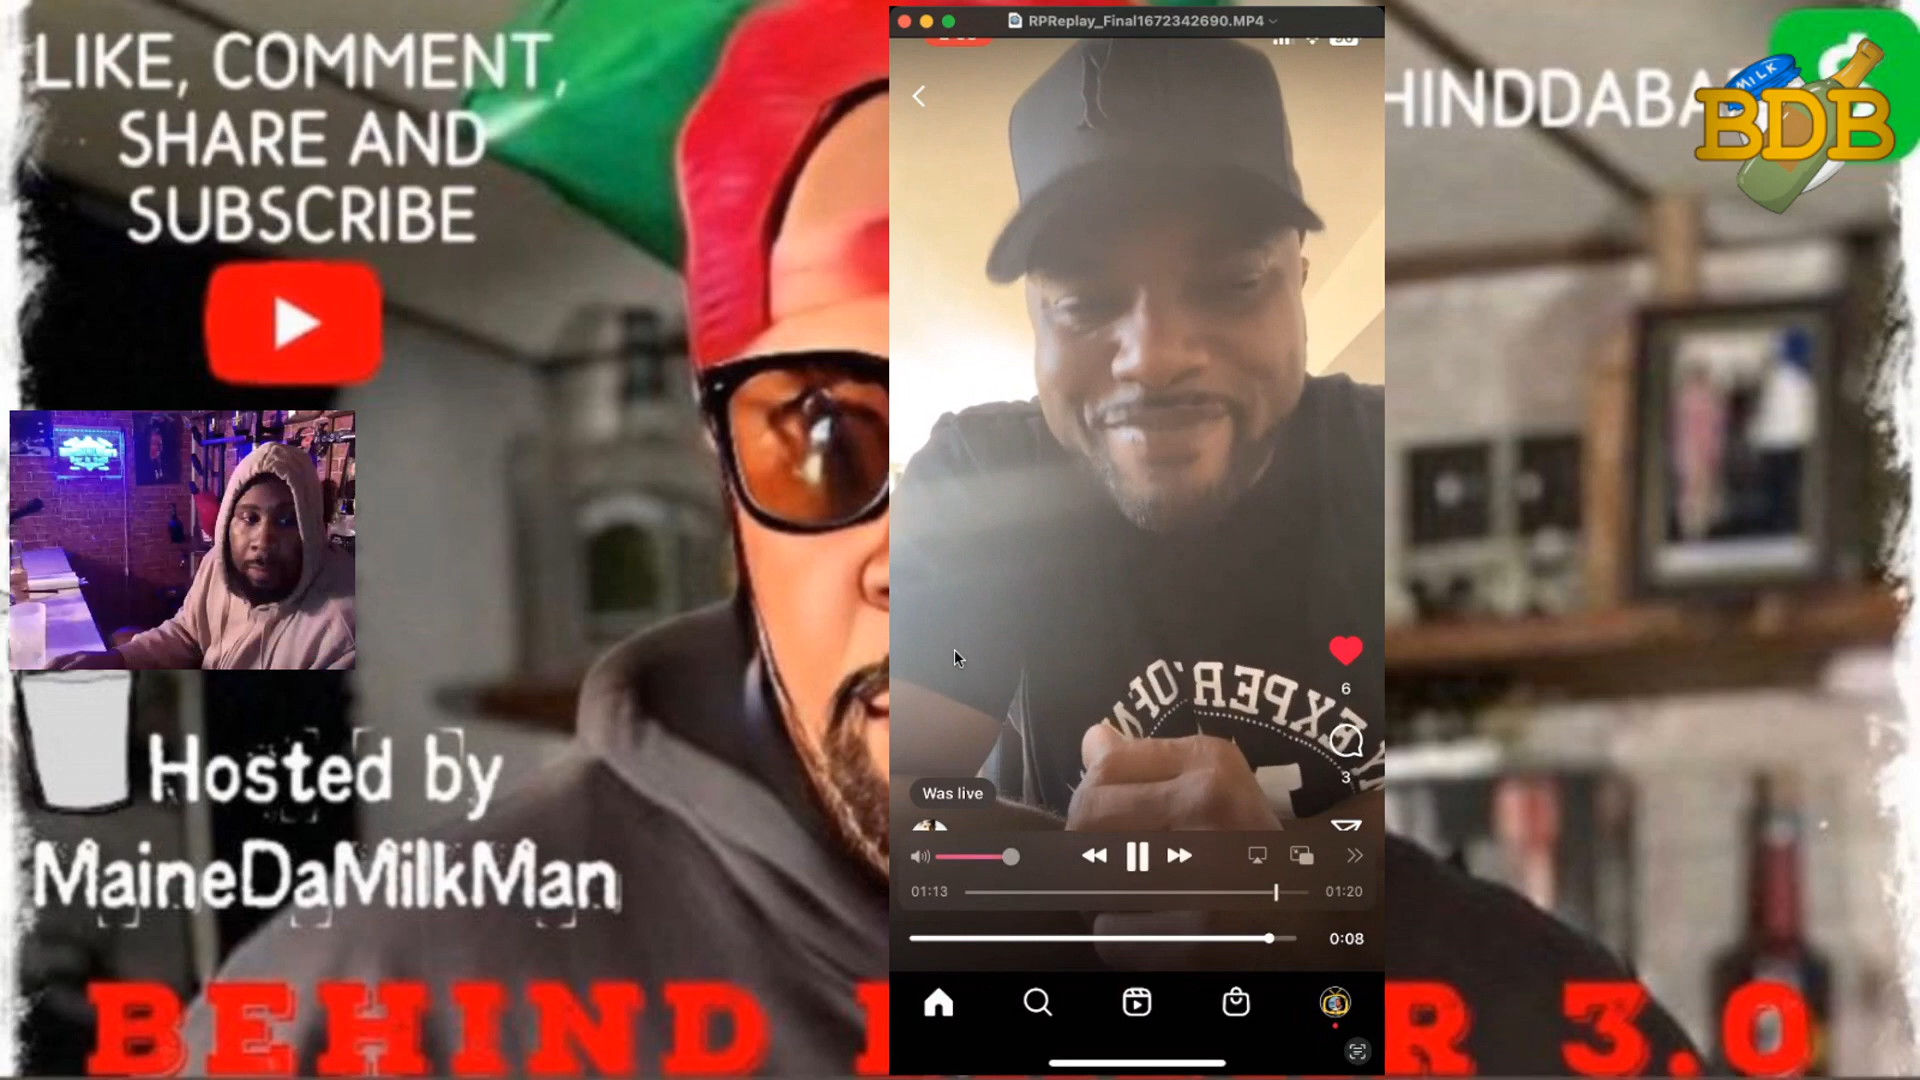 LIKE, COMMENT,
SHARE AND
SUBSCRIBE
RPReplay_Final1672342690.MP4
HINDDABA
MILK
BDB
6
3
Was live
01:13
01:20
0:08
Hosted by
MaineDaMilkMan
BEHIND
R 3.0